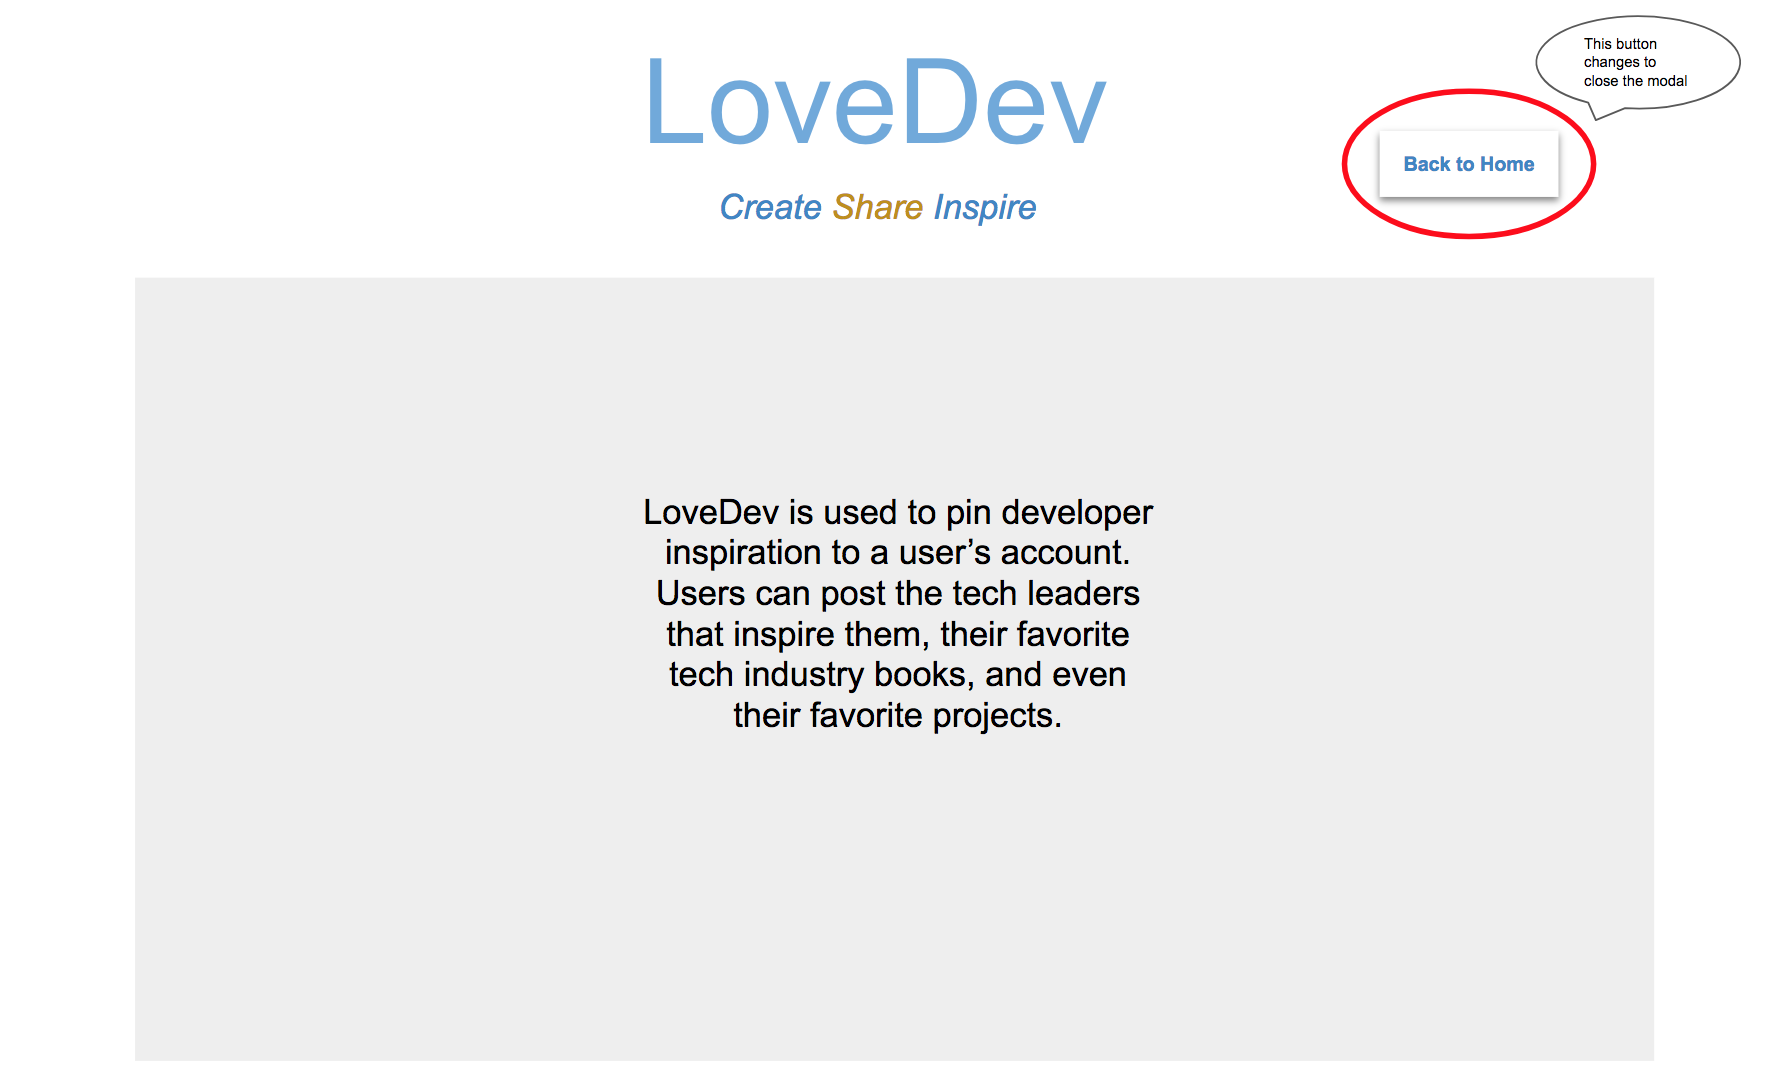 LoveDev
Create Share Inspire
This button
changes to
close the modal
Back to Home
LoveDev is used to pin developer
inspiration to a user’s account.
Users can post the tech leaders
that inspire them, their favorite
tech industry books, and even
their favorite projects.